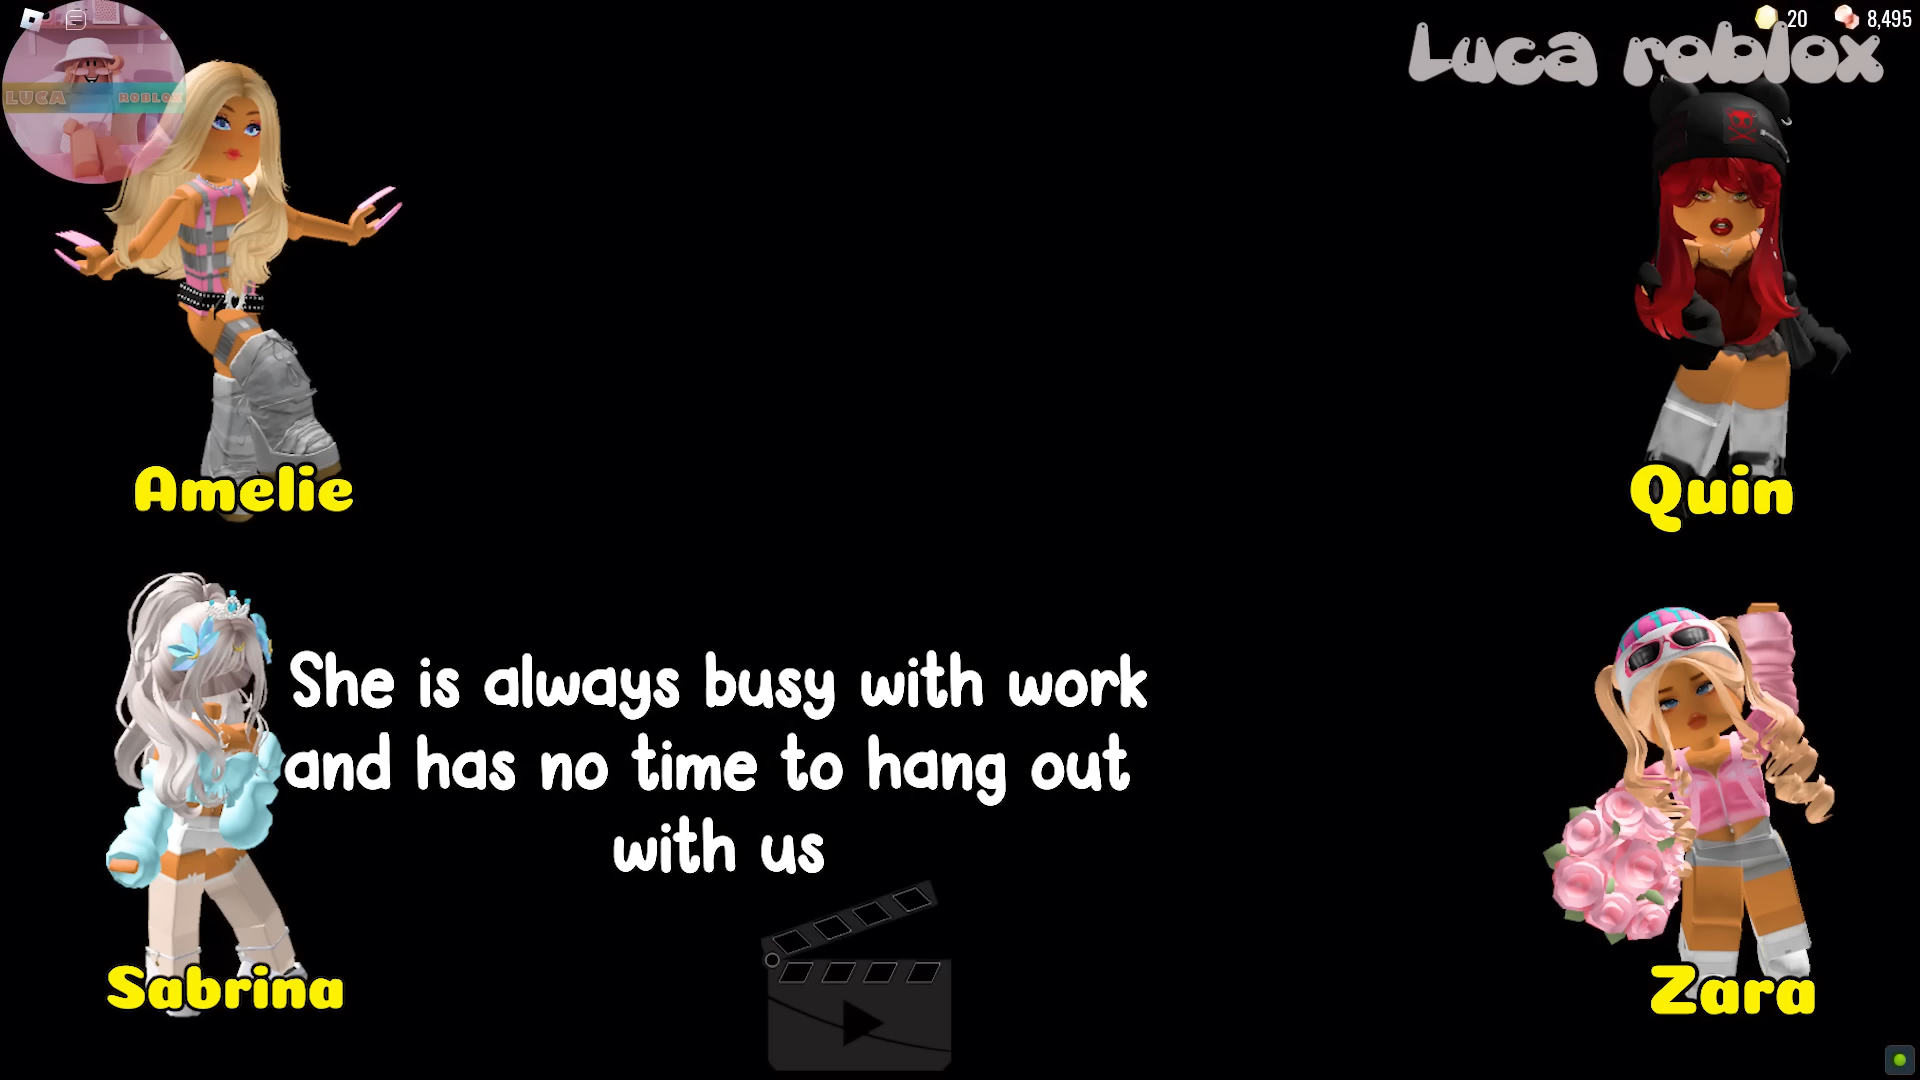 20
8,495
Luca roblox
LUCA ROBLOX
Amelie
Quin
She is always busy with work
and has no time to hang out
with us
Sabrina
Zara